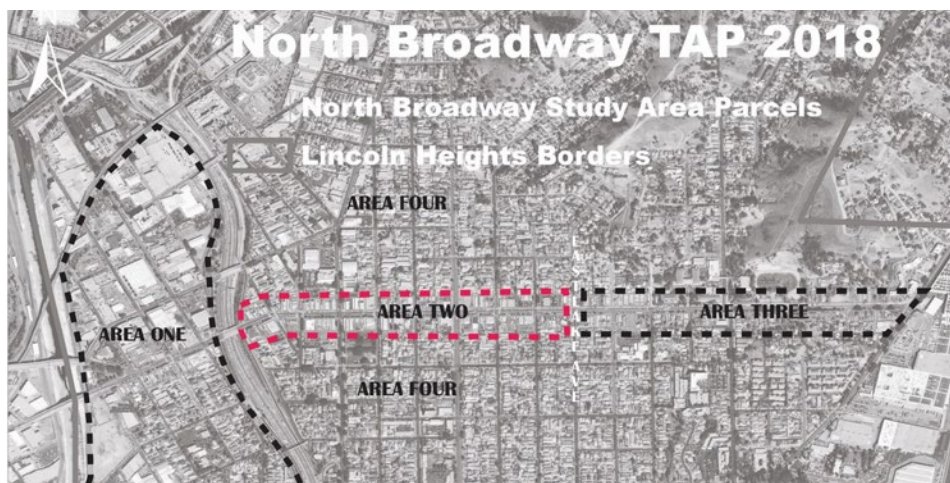 North Broadway TAP 2018
North Broadway Study Area Parcels
Lincoln Heights Borders
AREA FOUR
AREA TWO
AREA THREE
AREA ONE
AREA FOUR